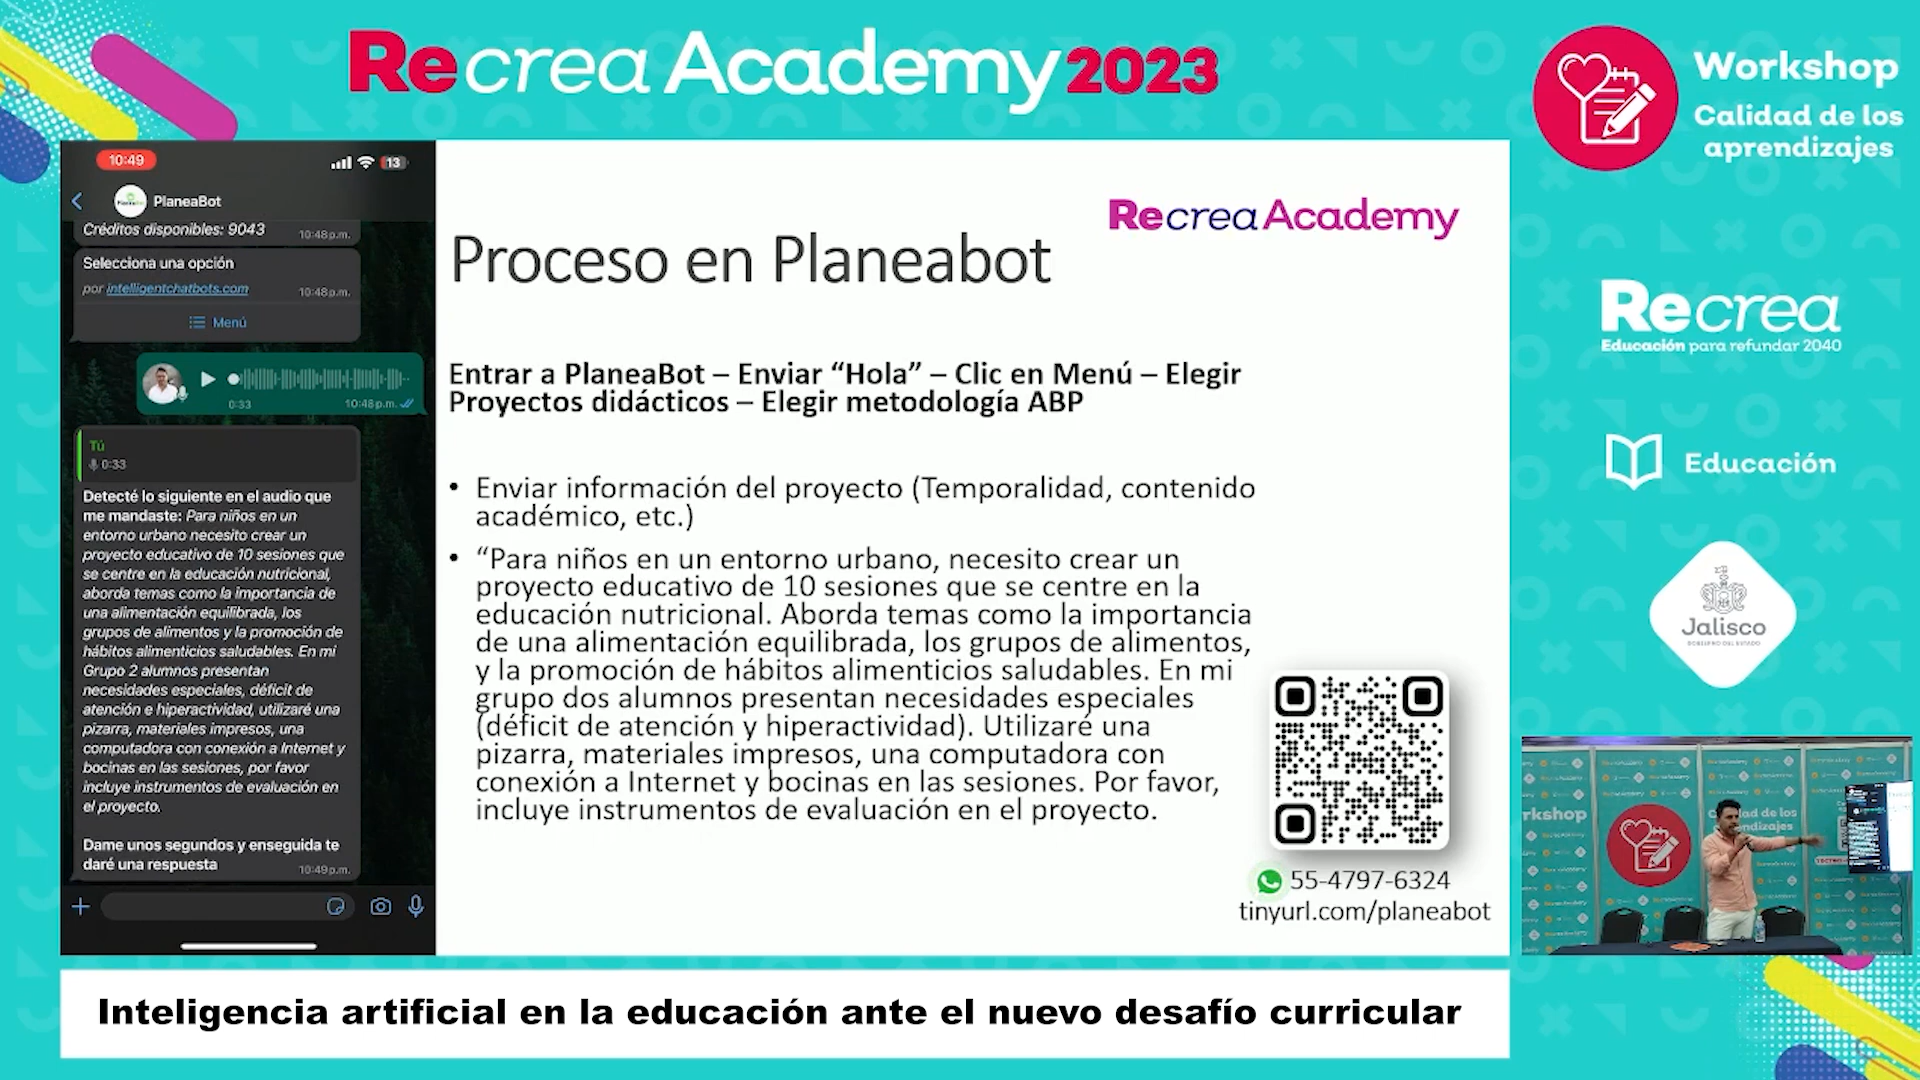 Recrea Academy 2023
Workshop
Calidad de los
aprendizajes
10:49
13
PlaneaBot
Créditos disponibles: 9043
10:48 p.m.
Selecciona una opción
por intelligentchatbots.com
10:48 p.m.
Menú
0:33
10:48 p.m.
Tú
0:33
Detecté lo siguiente en el audio que
me mandaste: Para niños en un
entorno urbano necesito crear un
proyecto educativo de 10 sesiones que
se centre en la educación nutricional,
aborda temas como la importancia de
una alimentación equilibrada, los
grupos de alimentos y la promoción de
hábitos alimenticios saludables. En mi
Grupo 2 alumnos presentan
necesidades especiales, déficit de
atención e hiperactividad, utilizaré una
pizarra, materiales impresos, una
computadora con conexión a Internet y
bocinas en las sesiones, por favor
incluye instrumentos de evaluación en
el proyecto.
Dame unos segundos y enseguida te
daré una respuesta
10:49 p.m.
Recrea Academy
Proceso en Planeabot
Entrar a PlaneaBot – Enviar “Hola” – Clic en Menú – Elegir
Proyectos didácticos – Elegir metodología ABP
• Enviar información del proyecto (Temporalidad, contenido
académico, etc.)
• “Para niños en un entorno urbano, necesito crear un
proyecto educativo de 10 sesiones que se centre en la
educación nutricional. Aborda temas como la importancia
de una alimentación equilibrada, los grupos de alimentos,
y la promoción de hábitos alimenticios saludables. En mi
grupo dos alumnos presentan necesidades especiales
(déficit de atención y hiperactividad). Utilizaré una
pizarra, materiales impresos, una computadora con
conexión a Internet y bocinas en las sesiones. Por favor,
incluye instrumentos de evaluación en el proyecto.
55-4797-6324
tinyurl.com/planeabot
Recrea
Educación para refundar 2040
Educación
Jalisco
GOBIERNO DEL ESTADO
rkshop
ad de los
ndizajes
Inteligencia artificial en la educación ante el nuevo desafío curricular